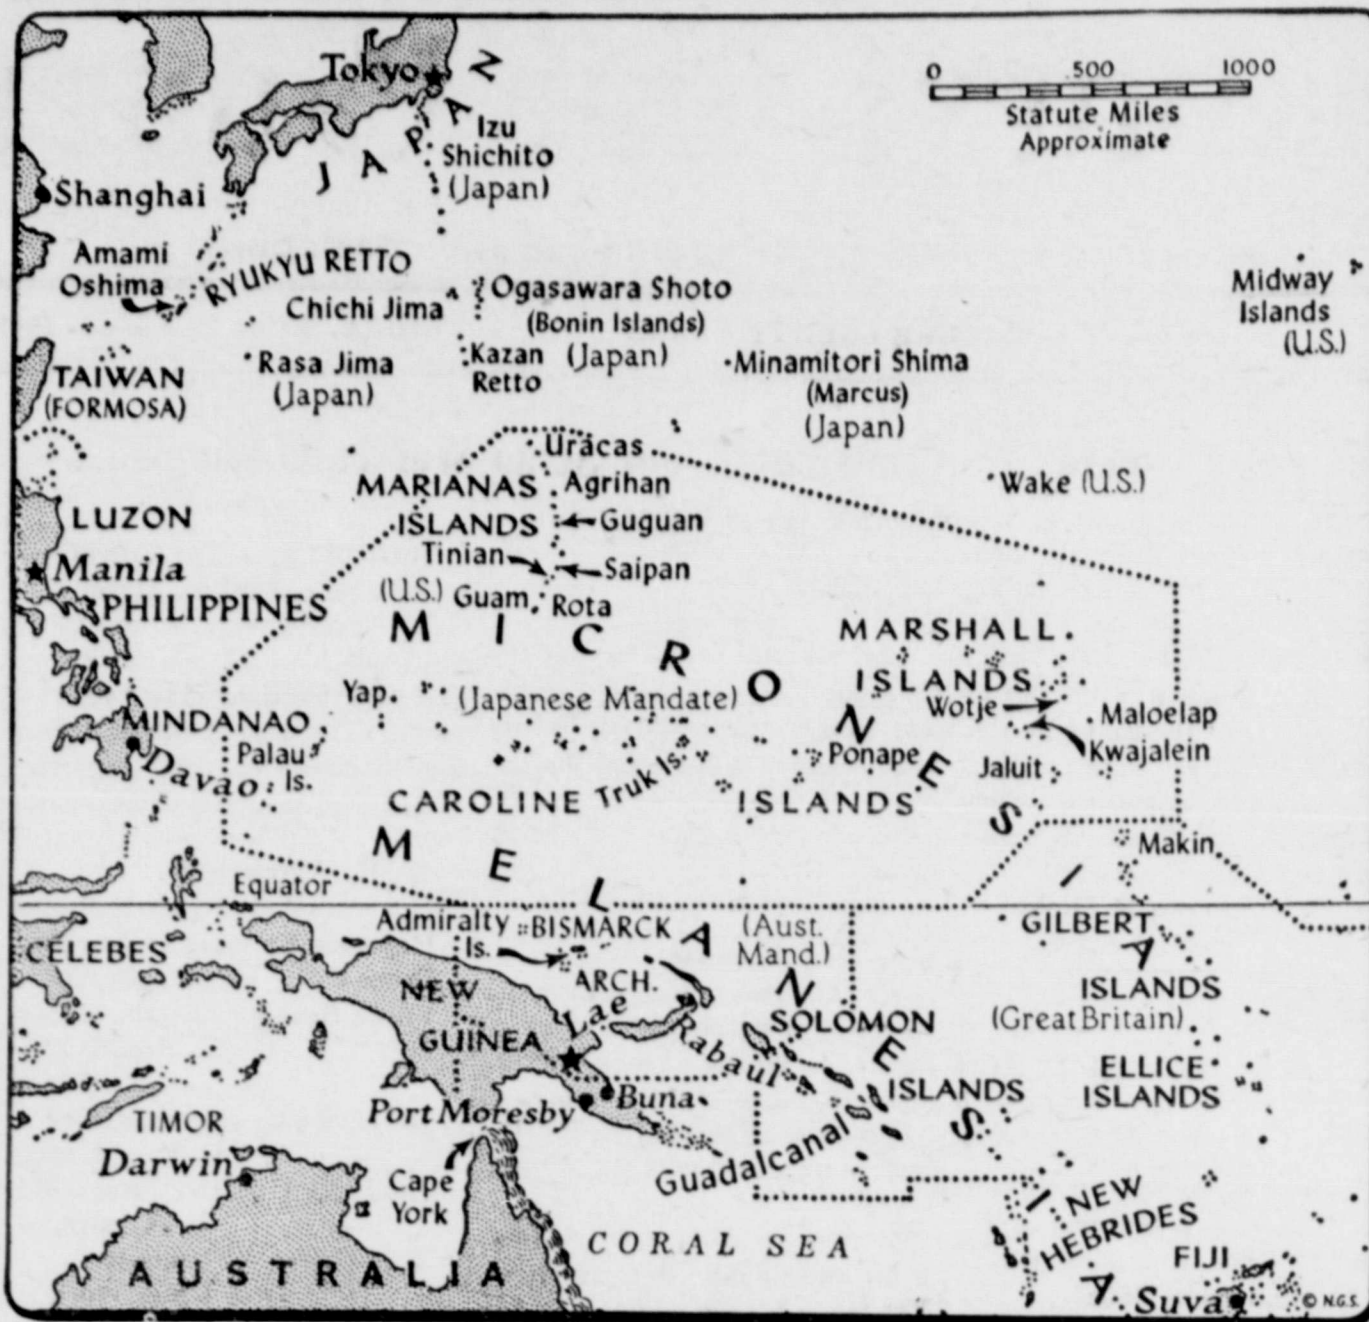 Tokyo
JAPAN
0 500 1000
Statute Miles
Approximate
Izu
Shichito
(Japan)
Shanghai
Amami
Oshima
RYUKYU RETTO
Chichi Jima
Ogasawara Shoto
(Bonin Islands)
(Japan)
Midway
Islands
(U.S.)
Rasa Jima
(Japan)
Kazan
Retto
Minamitori Shima
(Marcus)
(Japan)
TAIWAN
(FORMOSA)
Uracas
MARIANAS
ISLANDS
Agrihan
Guguan
Wake (U.S.)
LUZON
Manila
PHILIPPINES
Tinian
Saipan
(U.S.) Guam
Rota
MICRONESIA
MARSHALL
ISLANDS
Yap
(Japanese Mandate)
Wotje
Maloelap
Kwajalein
MINDANAO
Davao
Palau
Is.
Ponape
Jaluit
CAROLINE
Truk Is.
ISLANDS
MELANESIA
Makin
Equator
Admiralty
Is.
BISMARCK
ARCH.
(Aust.
Mand.)
GILBERT
ISLANDS
(Great Britain)
CELEBES
NEW
GUINEA
Lae
Rabaul
SOLOMON
ISLANDS
ELLICE
ISLANDS
TIMOR
Port Moresby
Buna
Guadalcanal
Darwin
Cape
York
NEW
HEBRIDES
CORAL SEA
FIJI
AUSTRALIA
Suva
© N.G.S.